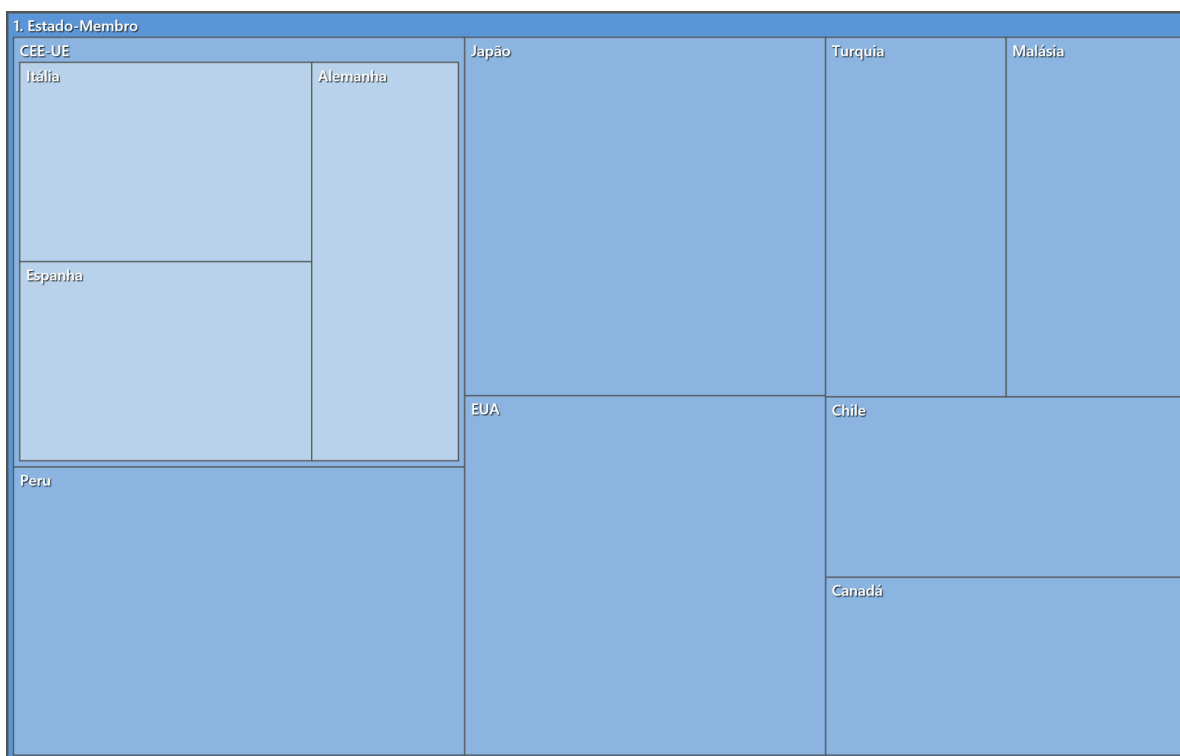 1. Estado-Membro
CEE-UE
Itália
Alemanha
Espanha
Peru
Japão
EUA
Turquia
Malásia
Chile
Canadá